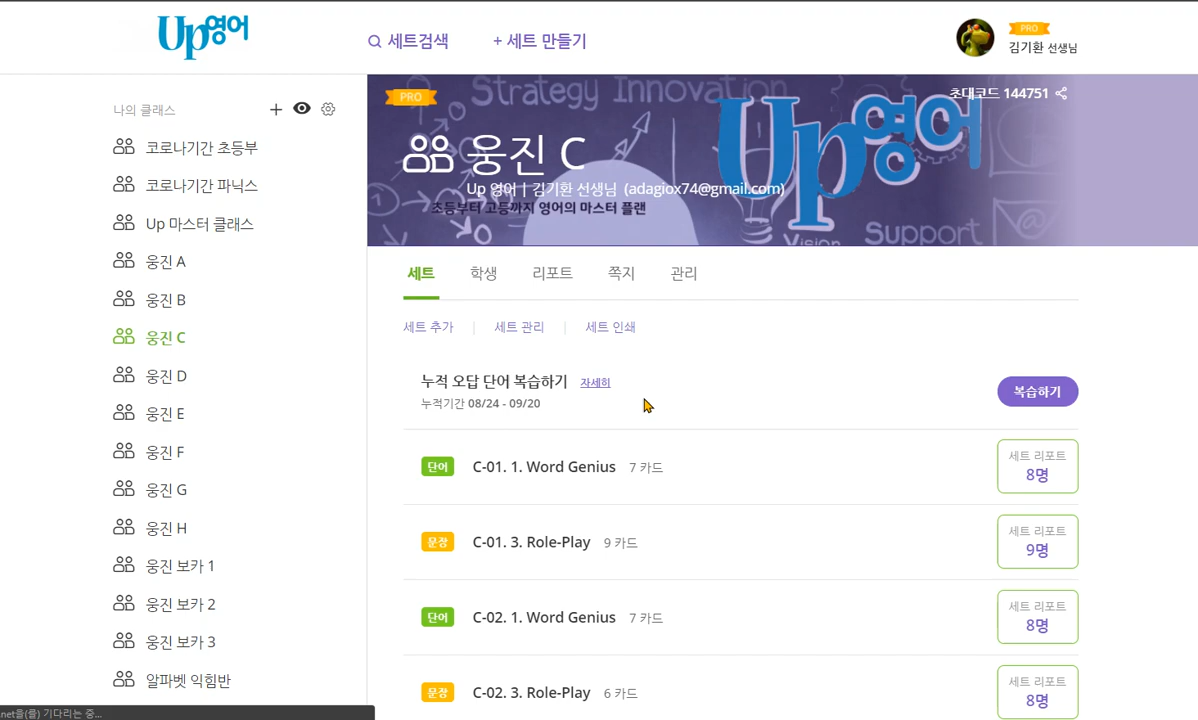 Up영어
세트검색
+ 세트 만들기
PRO
김기환 선생님
나의 클래스
코로나기간 초등부
코로나기간 파닉스
Up 마스터 클래스
웅진 A
웅진 B
웅진 C
웅진 D
웅진 E
웅진 F
웅진 G
웅진 H
웅진 보카 1
웅진 보카 2
웅진 보카 3
알파벳 익힘반
net을(를) 기다리는 중...
PRO
Strategy Innovation
초대코드 144751
웅진 C
Up영어
Up 영어 | 김기환 선생님 (adagiox74@gmail.com)
초등부터 고등까지 영어의 마스터 플랜
Vision
Support
세트
학생
리포트
쪽지
관리
세트 추가
세트 관리
세트 인쇄
누적 오답 단어 복습하기 자세히
누적기간 08/24 - 09/20
복습하기
단어 C-01. 1. Word Genius 7 카드
세트 리포트
8명
문장 C-01. 3. Role-Play 9 카드
세트 리포트
9명
단어 C-02. 1. Word Genius 7 카드
세트 리포트
8명
문장 C-02. 3. Role-Play 6 카드
세트 리포트
8명